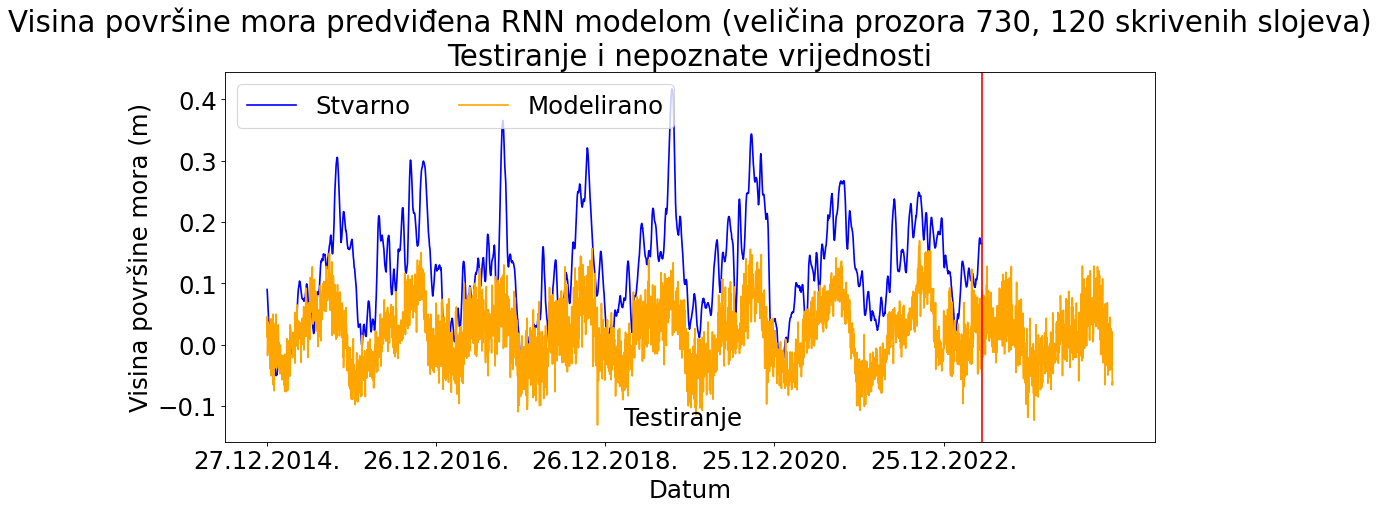 Visina površine mora predviđena RNN modelom (veličina prozora 730, 120 skrivenih slojeva)
Testiranje i nepoznate vrijednosti
Stvarno Modelirano
Visina površine mora (m)
0.4
0.3
0.2
0.1
0.0
−0.1
Testiranje
27.12.2014. 26.12.2016. 26.12.2018. 25.12.2020. 25.12.2022.
Datum